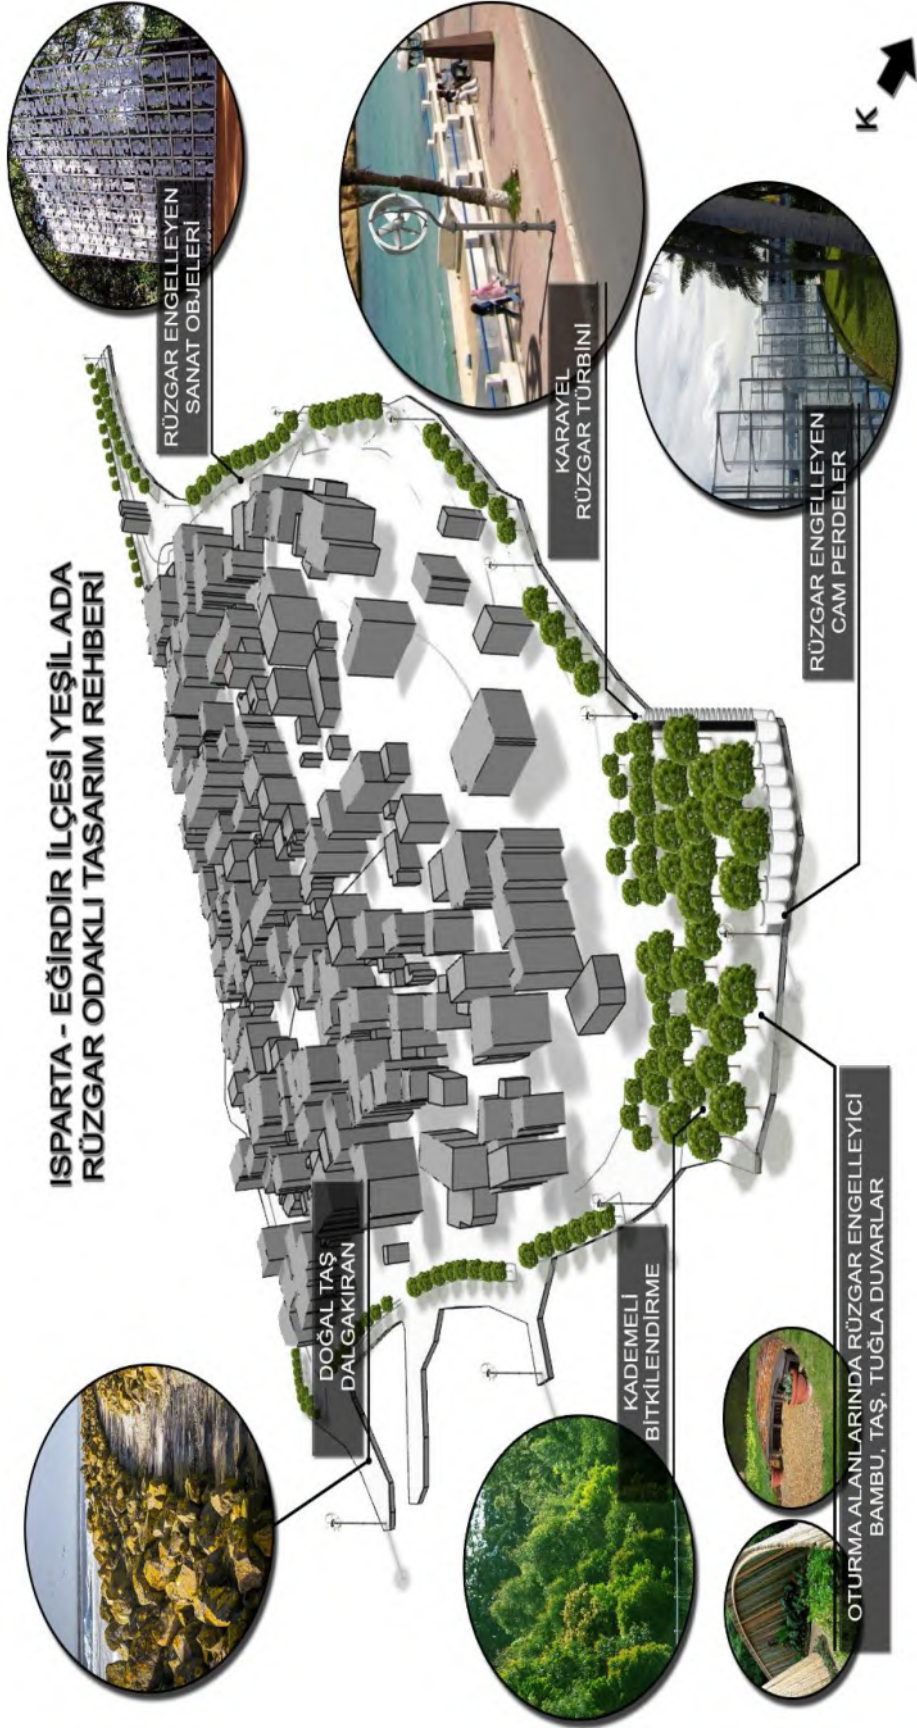 ISPARTA - EĞİRDİR İLÇESİ YEŞİLADA
RÜZGAR ODAKLI TASARIM REHBERİ
DOĞAL TAŞ
DALGAKIRAN
RÜZGAR ENGELLEYEN
SANAT OBJELERİ
KARAYEL
RÜZGAR TÜRBİNİ
KADEMELİ
BİTKİLENDİRME
RÜZGAR ENGELLEYEN
CAM PERDELER
OTURMA ALANLARINDA RÜZGAR ENGELLEYİCİ
BAMBU, TAŞ, TUĞLA DUVARLAR
K